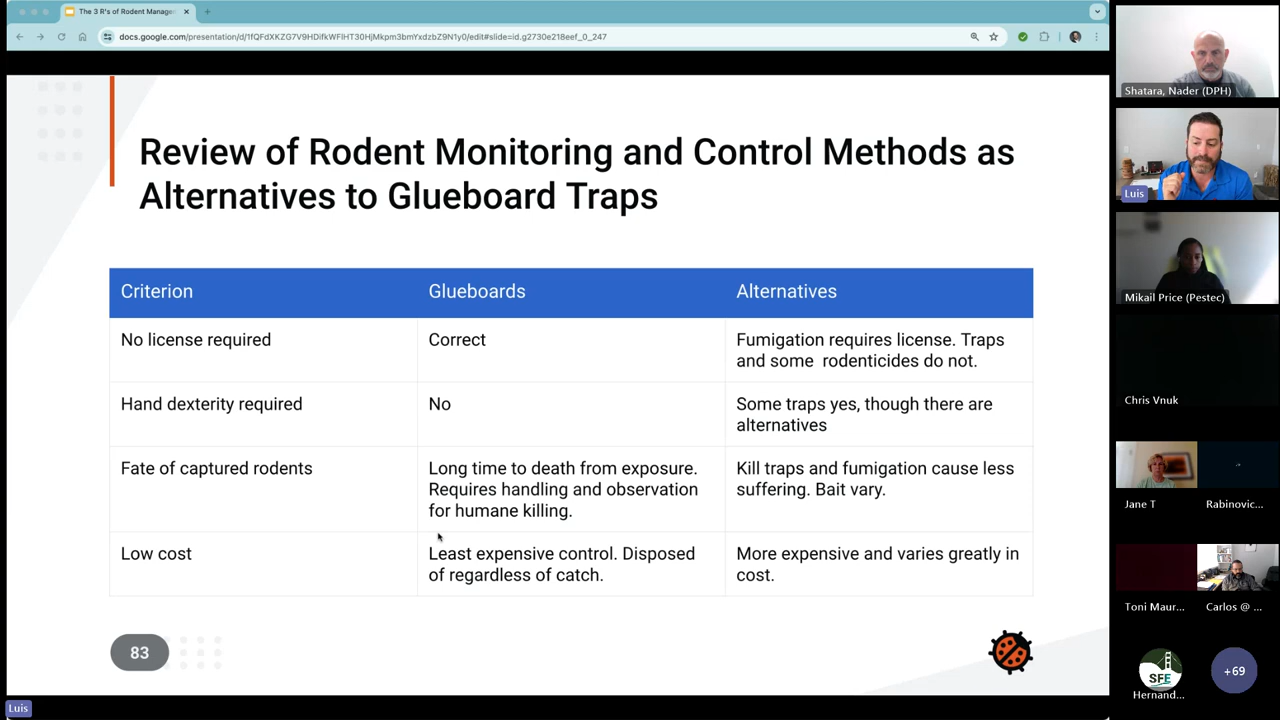 The 3 R's of Rodent Manage
docs.google.com/presentation/d/1fQFdXKZG7V9HDifkWFlHT30HjMkpm3bmYxdzbZ9N1y0/edit#slide=id.g2730e218eef_0_247
Review of Rodent Monitoring and Control Methods as
Alternatives to Glueboard Traps
Criterion
Glueboards
Alternatives
No license required
Correct
Fumigation requires license. Traps
and some rodenticides do not.
Hand dexterity required
No
Some traps yes, though there are
alternatives
Fate of captured rodents
Long time to death from exposure.
Requires handling and observation
for humane killing.
Kill traps and fumigation cause less
suffering. Bait vary.
Low cost
Least expensive control. Disposed
of regardless of catch.
More expensive and varies greatly in
cost.
83
Luis
Shatara, Nader (DPH)
Luis
Mikail Price (Pestec)
Chris Vnuk
Jane T
Rabinovic...
Toni Maur...
Carlos @ ...
SFE
Hernand...
+69